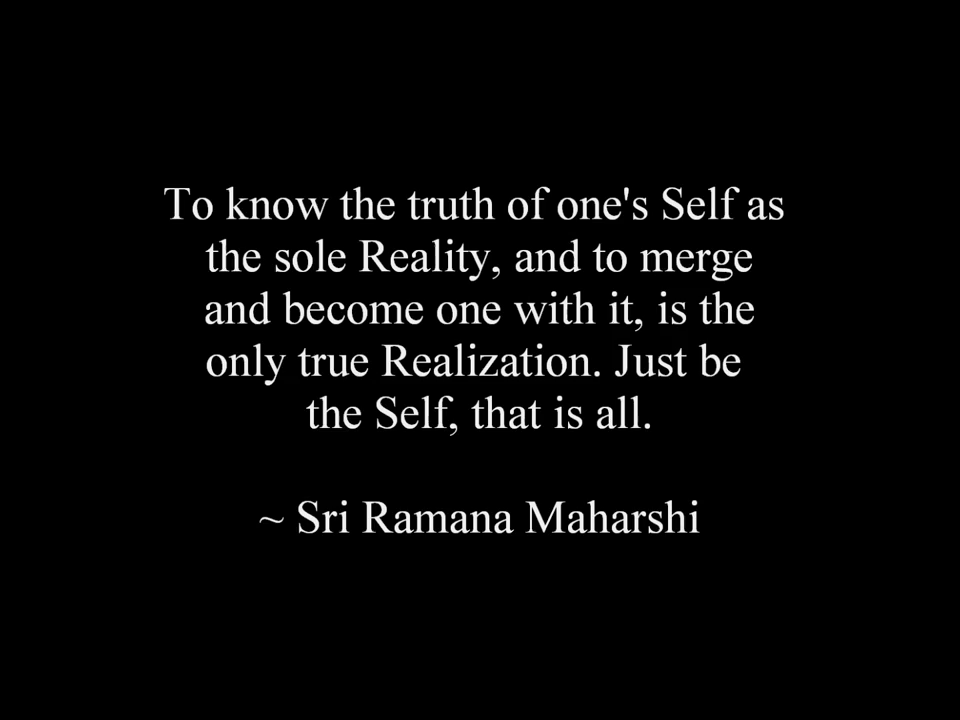 To know the truth of one's Self as
the sole Reality, and to merge
and become one with it, is the
only true Realization. Just be
the Self, that is all.
~ Sri Ramana Maharshi